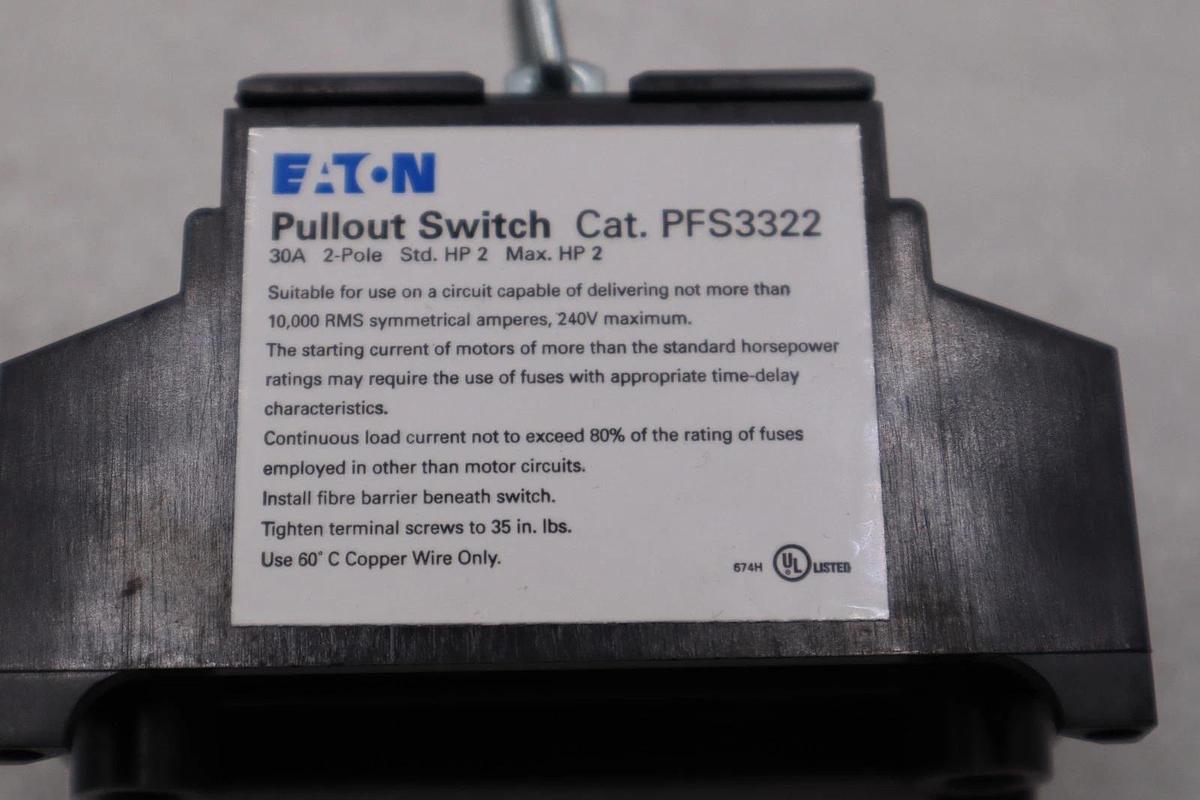 EATON
Pullout Switch Cat. PFS3322
30A 2-Pole Std. HP 2 Max. HP 2
Suitable for use on a circuit capable of delivering not more than
10,000 RMS symmetrical amperes, 240V maximum.
The starting current of motors of more than the standard horsepower
ratings may require the use of fuses with appropriate time-delay
characteristics.
Continuous load current not to exceed 80% of the rating of fuses
employed in other than motor circuits.
Install fibre barrier beneath switch.
Tighten terminal screws to 35 in. lbs.
Use 60° C Copper Wire Only.
674H UL LISTED